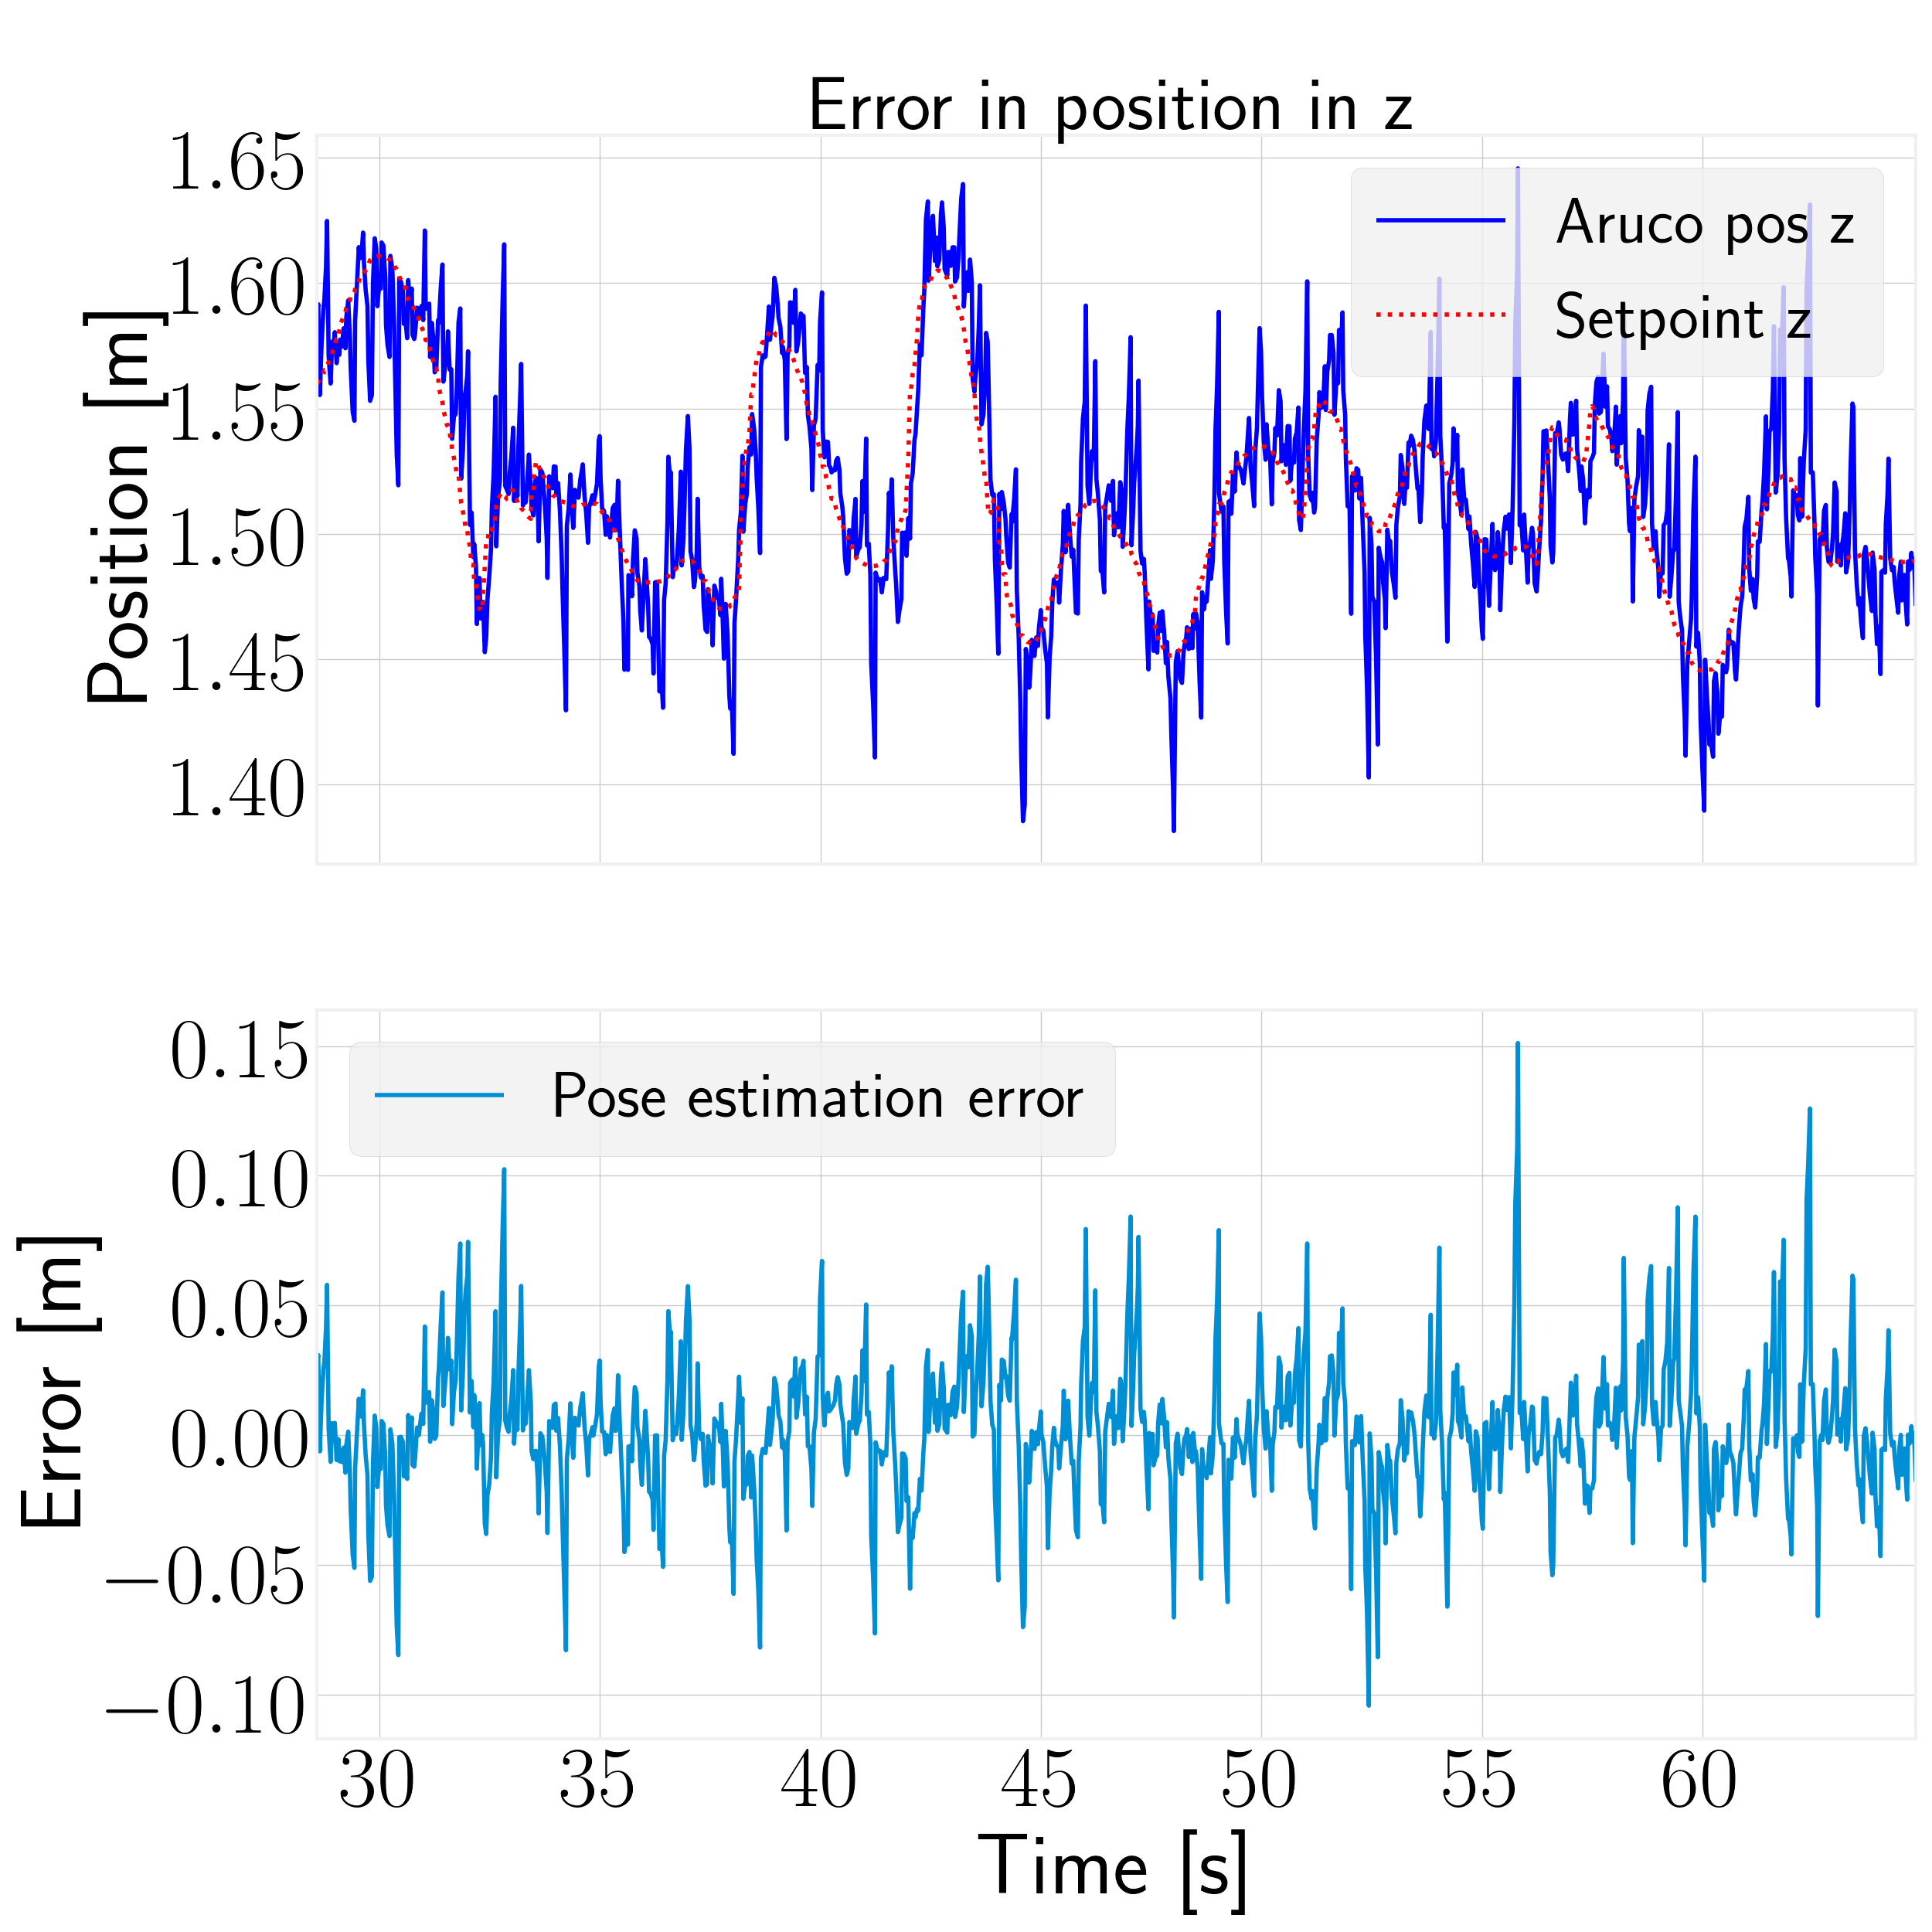 Error in position in z
Position [m]
1.65
1.60
1.55
1.50
1.45
1.40
Aruco pos z
Setpoint z
Error [m]
0.15
0.10
0.05
0.00
−0.05
−0.10
Pose estimation error
30 35 40 45 50 55 60
Time [s]